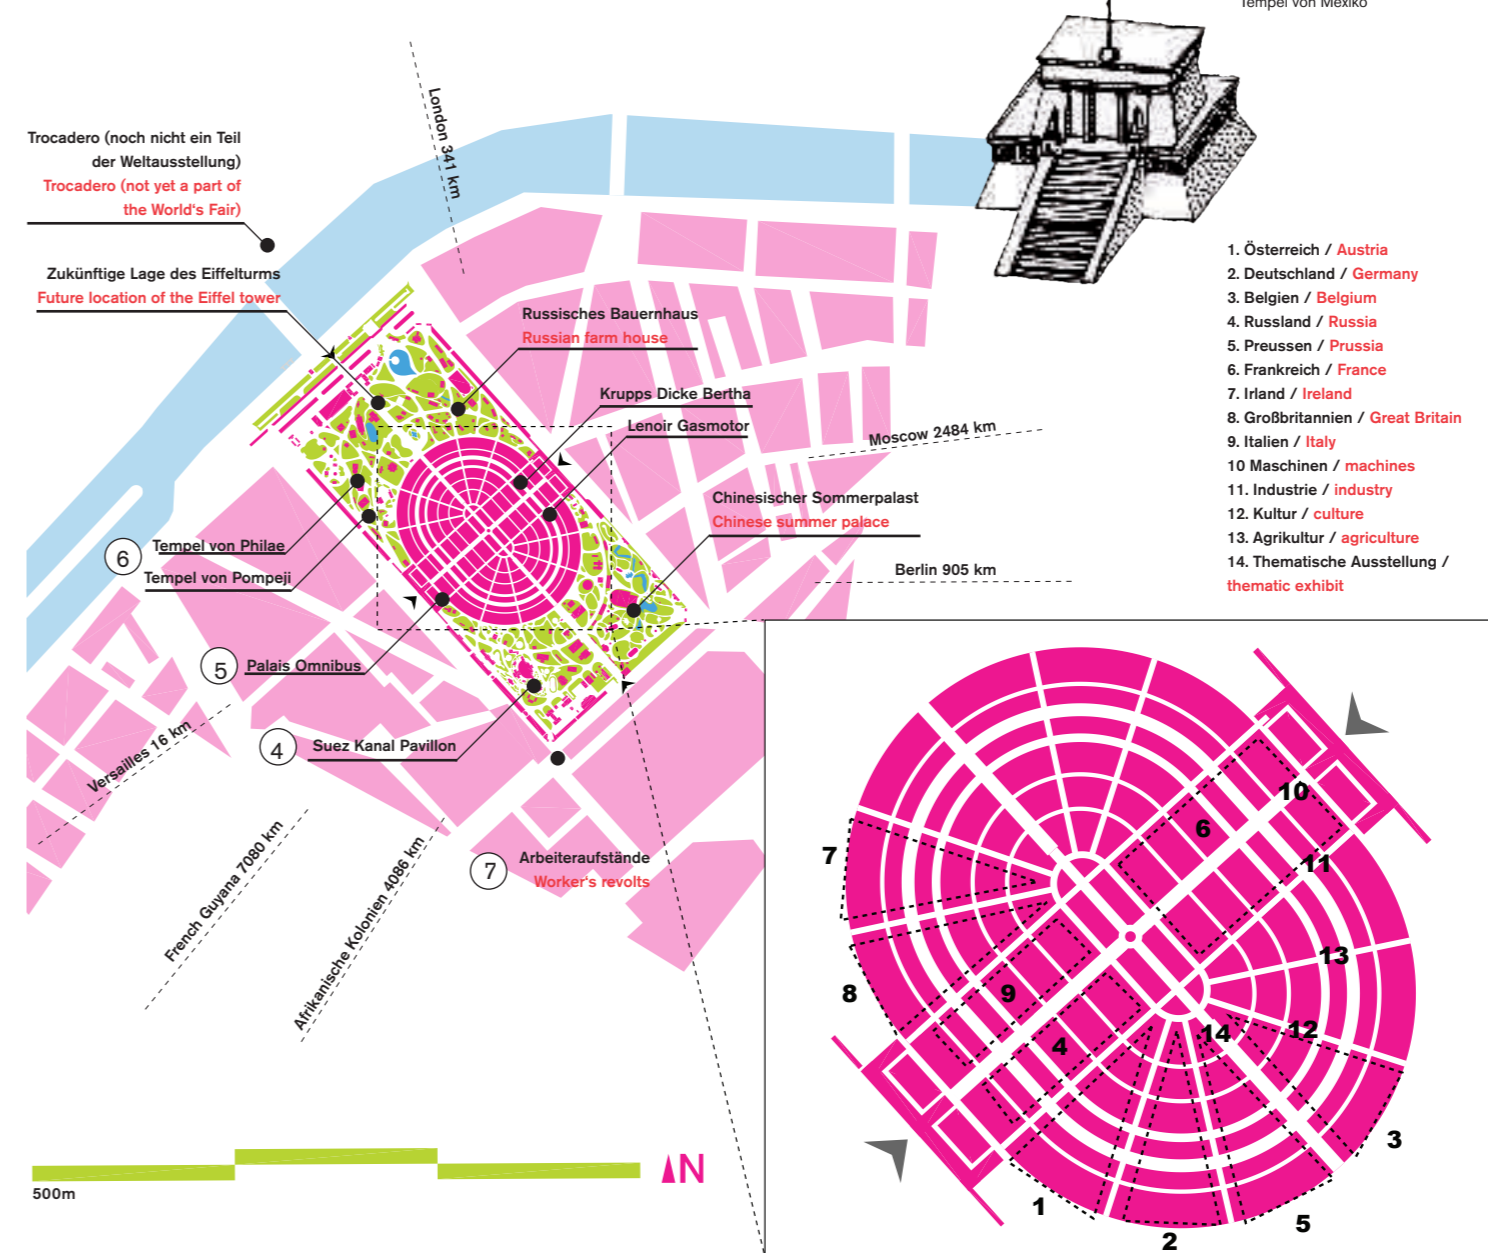 Tempel von Mexiko
London 341 km
Trocadero (noch nicht ein Teil
der Weltausstellung)
Trocadero (not yet a part of
the World's Fair)
Zukünftige Lage des Eiffelturms
Future location of the Eiffel tower
Russisches Bauernhaus
Russian farm house
Krupps Dicke Bertha
Lenoir Gasmotor
Moscow 2484 km
Chinesischer Sommerpalast
Chinese summer palace
Berlin 905 km
6
Tempel von Philae
Tempel von Pompeji
5
Palais Omnibus
4
Suez Kanal Pavillon
Versailles 16 km
French Guyana 7080 km
Afrikanische Kolonien 4086 km
7
Arbeiteraufstände
Worker's revolts
500m
N
1. Österreich / Austria
2. Deutschland / Germany
3. Belgien / Belgium
4. Russland / Russia
5. Preussen / Prussia
6. Frankreich / France
7. Irland / Ireland
8. Großbritannien / Great Britain
9. Italien / Italy
10 Maschinen / machines
11. Industrie / industry
12. Kultur / culture
13. Agrikultur / agriculture
14. Thematische Ausstellung /
thematic exhibit
10
6
7
11
13
8
9
14
12
4
3
1
5
2